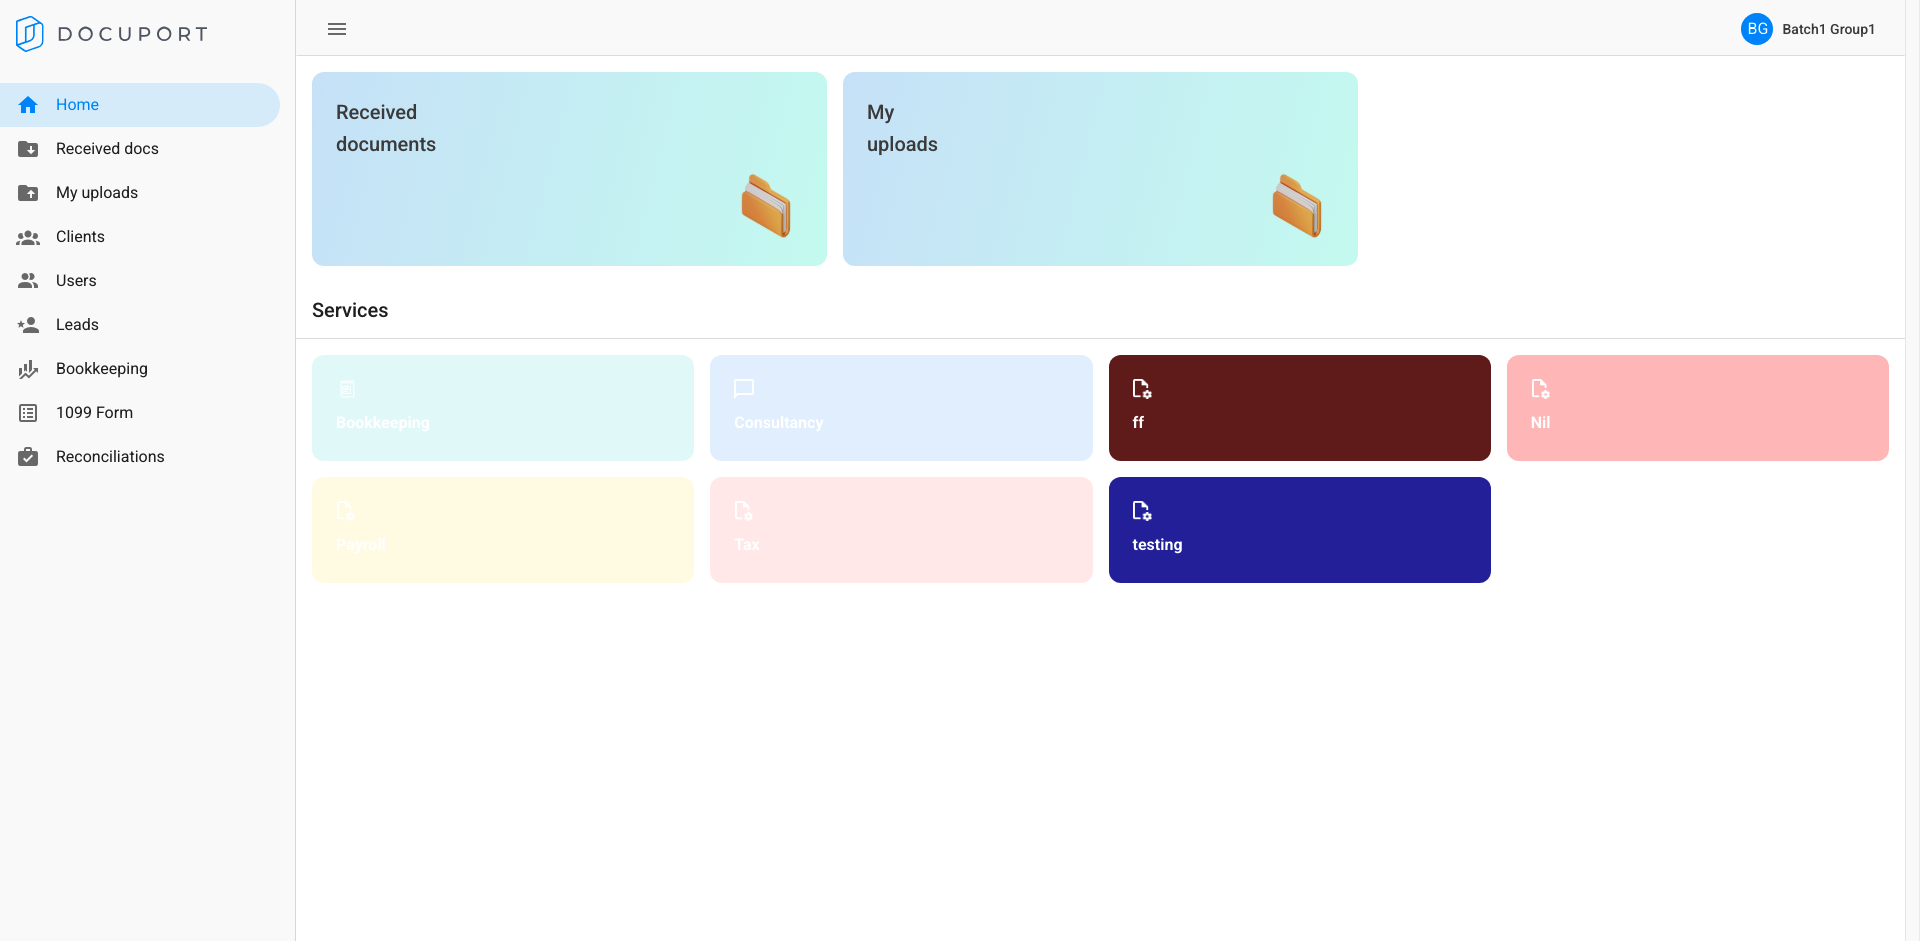 DOCUPORT
BG Batch1 Group1
Home
Received docs
My uploads
Clients
Users
Leads
Bookkeeping
1099 Form
Reconciliations
Received
documents
My
uploads
Services
Bookkeeping
Consultancy
ff
Nil
Payroll
Tax
testing